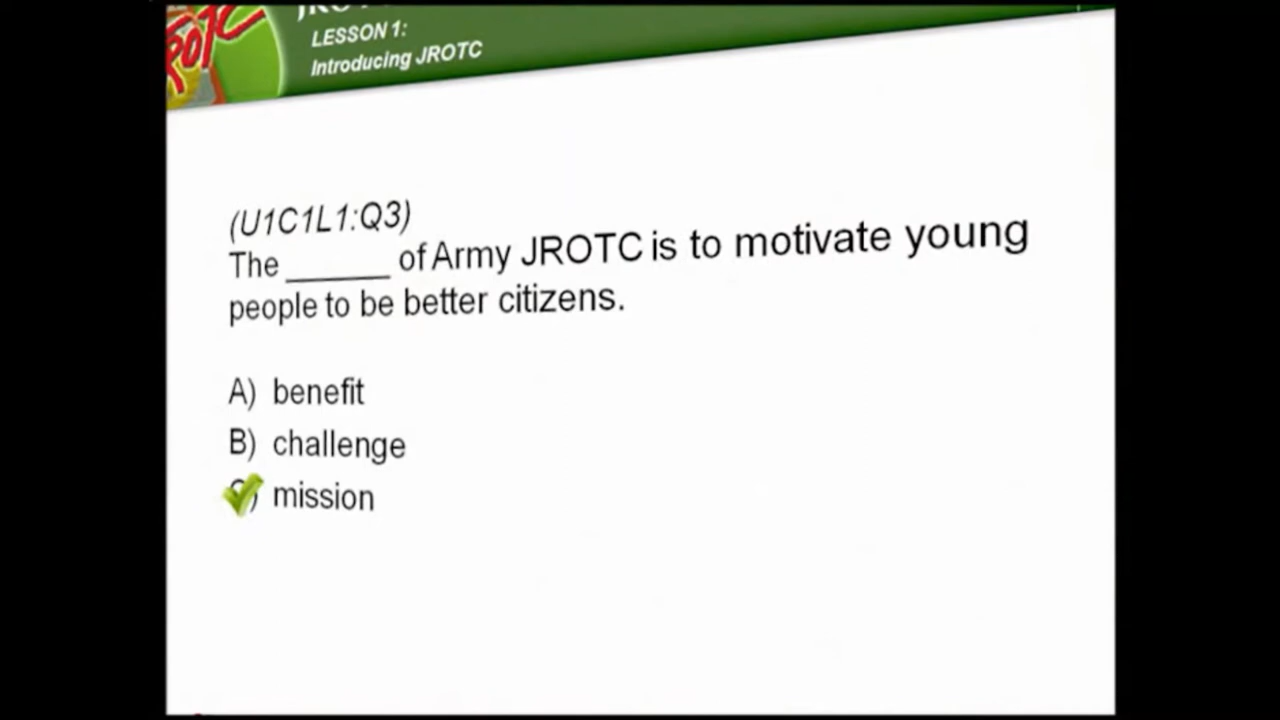 LESSON 1:
Introducing JROTC
(U1C1L1:Q3)
The ______ of Army JROTC is to motivate young
people to be better citizens.
A) benefit
B) challenge
mission